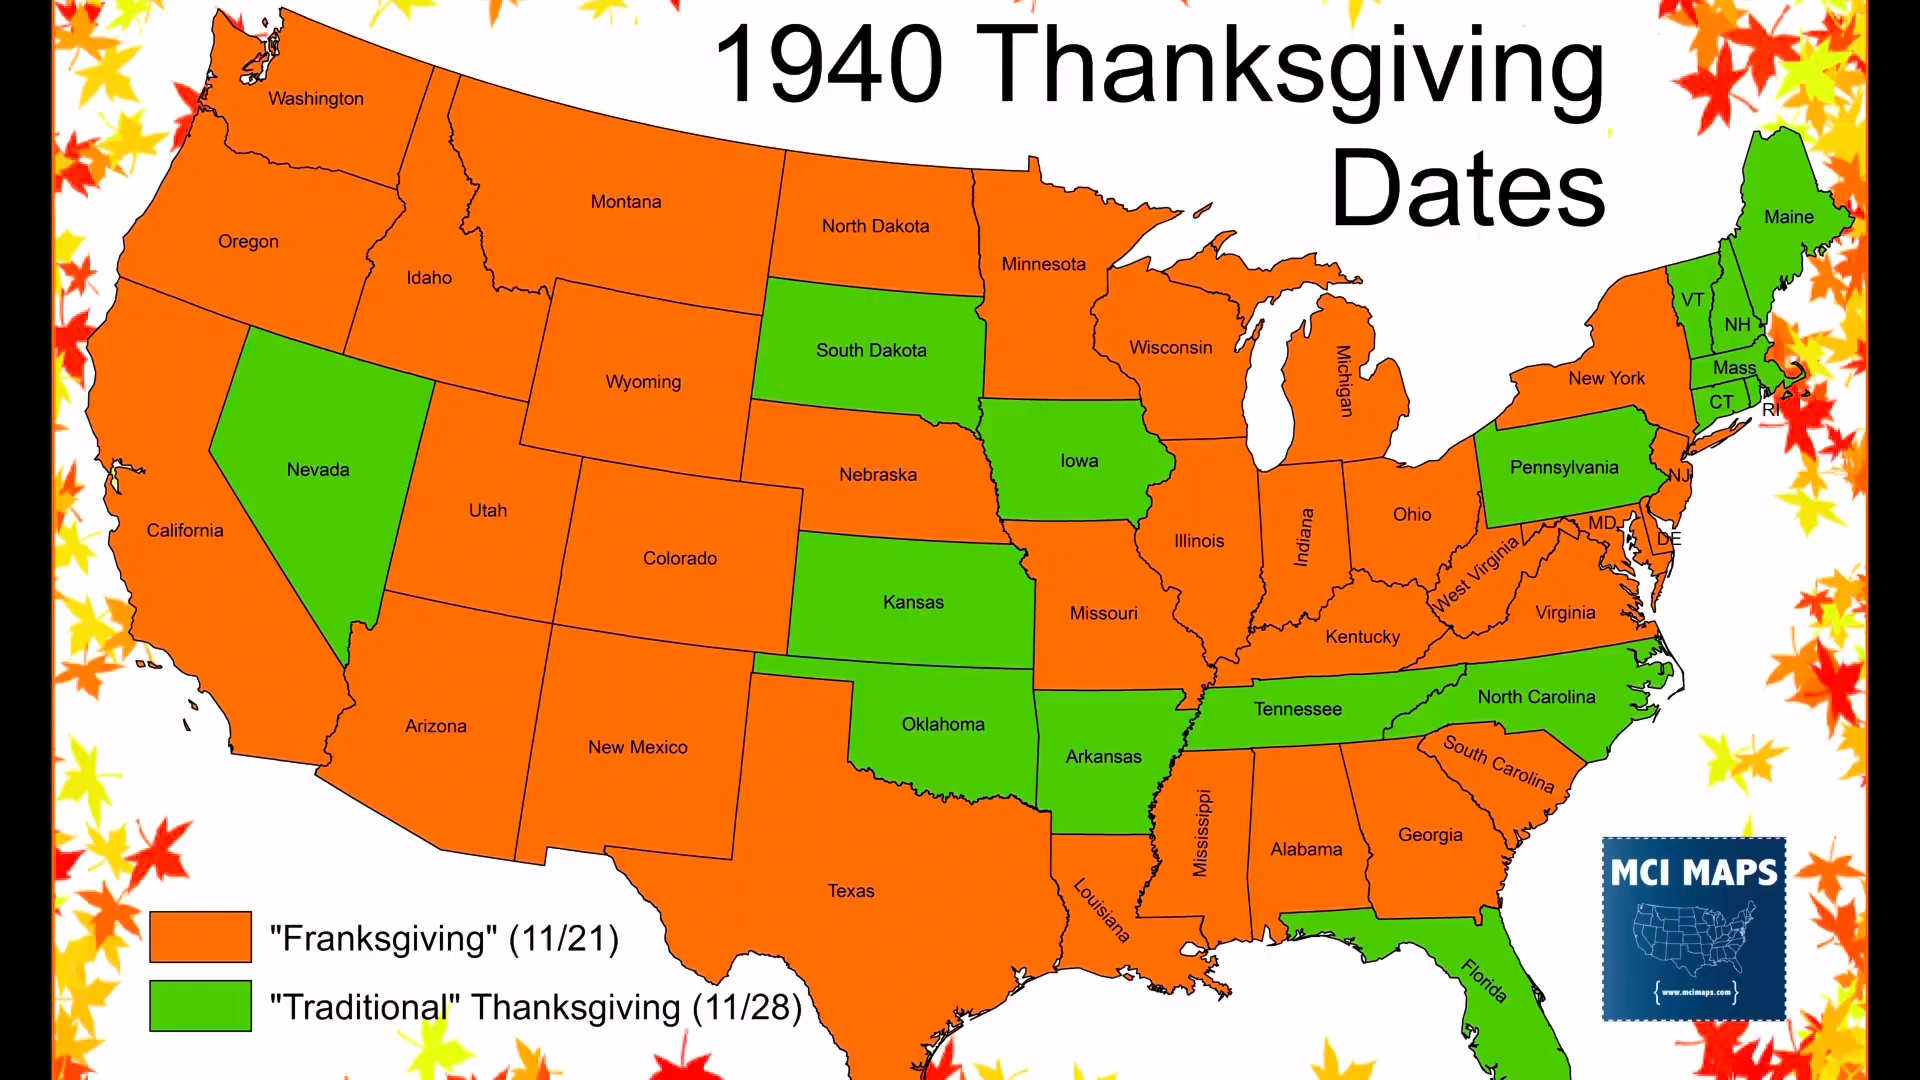 1940 Thanksgiving
Dates
Washington
Oregon
Idaho
Montana
North Dakota
Minnesota
Wisconsin
Michigan
Maine
VT
NH
Mass
CT
RI
New York
South Dakota
Wyoming
Nevada
California
Utah
Colorado
Nebraska
Iowa
Illinois
Indiana
Ohio
Pennsylvania
NJ
MD
DE
West Virginia
Virginia
Kansas
Missouri
Kentucky
Arizona
New Mexico
Oklahoma
Arkansas
Tennessee
North Carolina
South Carolina
Texas
Louisiana
Mississippi
Alabama
Georgia
Florida
"Franksgiving" (11/21)
"Traditional" Thanksgiving (11/28)
MCI MAPS
{ www.mcimaps.com }